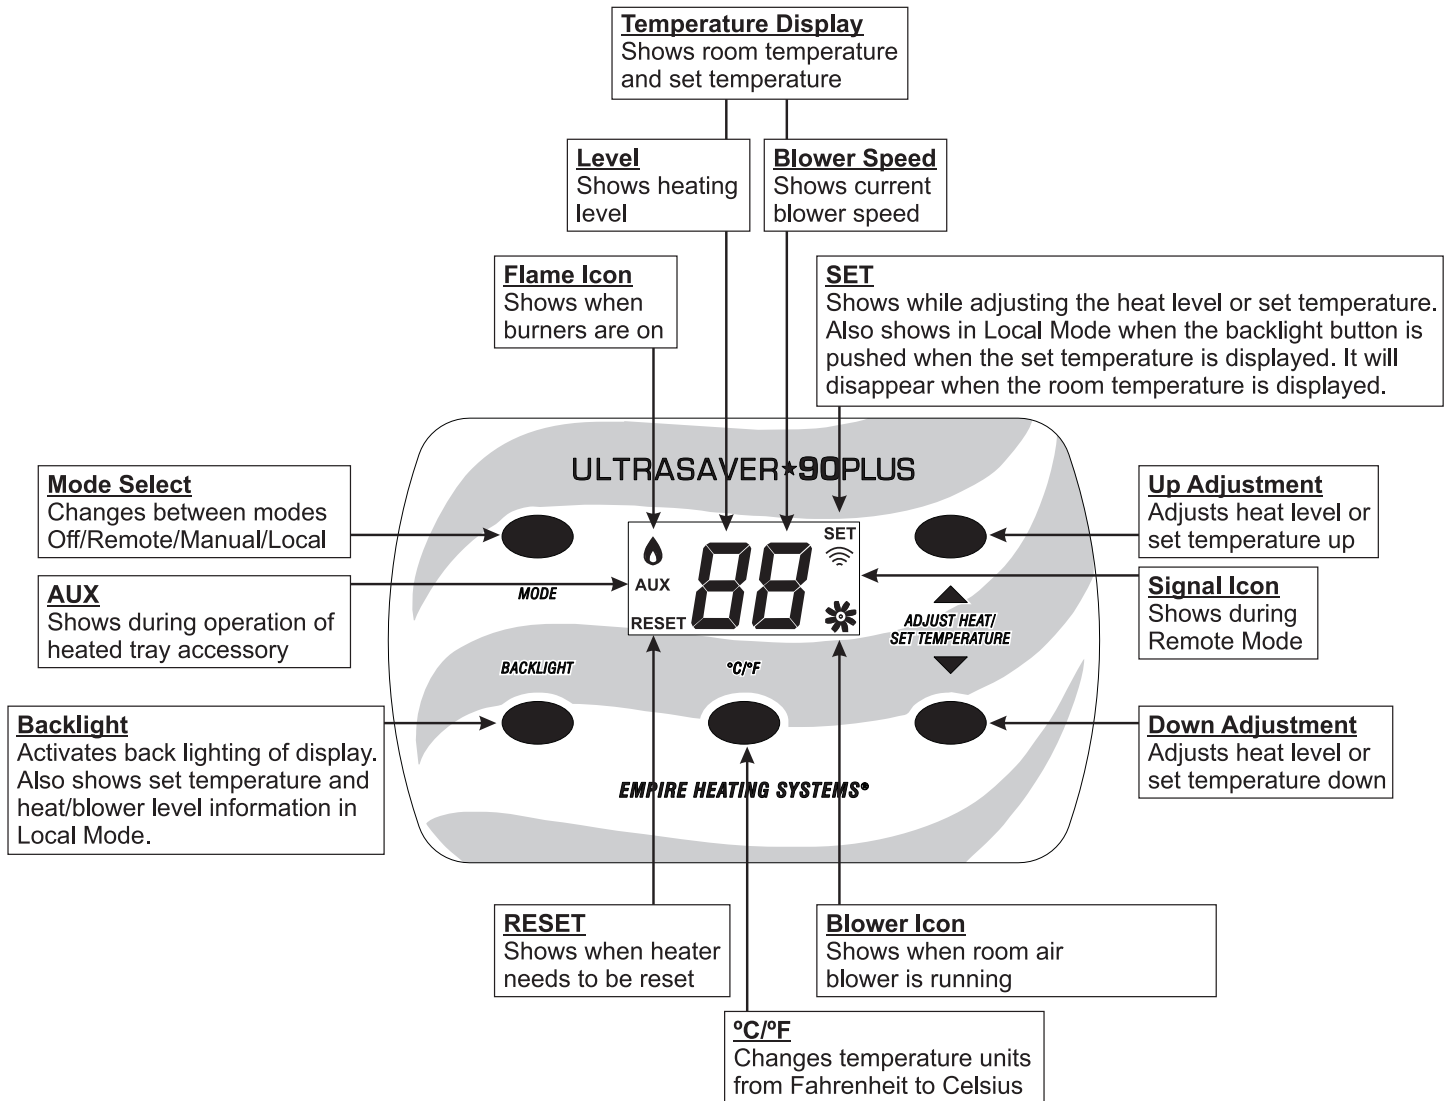 Temperature Display
Shows room temperature
and set temperature
Level
Shows heating
level
Blower Speed
Shows current
blower speed
Flame Icon
Shows when
burners are on
SET
Shows while adjusting the heat level or set temperature.
Also shows in Local Mode when the backlight button is
pushed when the set temperature is displayed. It will
disappear when the room temperature is displayed.
Mode Select
Changes between modes
Off/Remote/Manual/Local
AUX
Shows during operation of
heated tray accessory
Backlight
Activates back lighting of display.
Also shows set temperature and
heat/blower level information in
Local Mode.
ULTRASAVER★90PLUS
MODE
AUX
RESET
88
SET
ADJUST HEAT/
SET TEMPERATURE
BACKLIGHT
°C/°F
EMPIRE HEATING SYSTEMS®
Up Adjustment
Adjusts heat level or
set temperature up
Signal Icon
Shows during
Remote Mode
Down Adjustment
Adjusts heat level or
set temperature down
RESET
Shows when heater
needs to be reset
Blower Icon
Shows when room air
blower is running
ºC/ºF
Changes temperature units
from Fahrenheit to Celsius